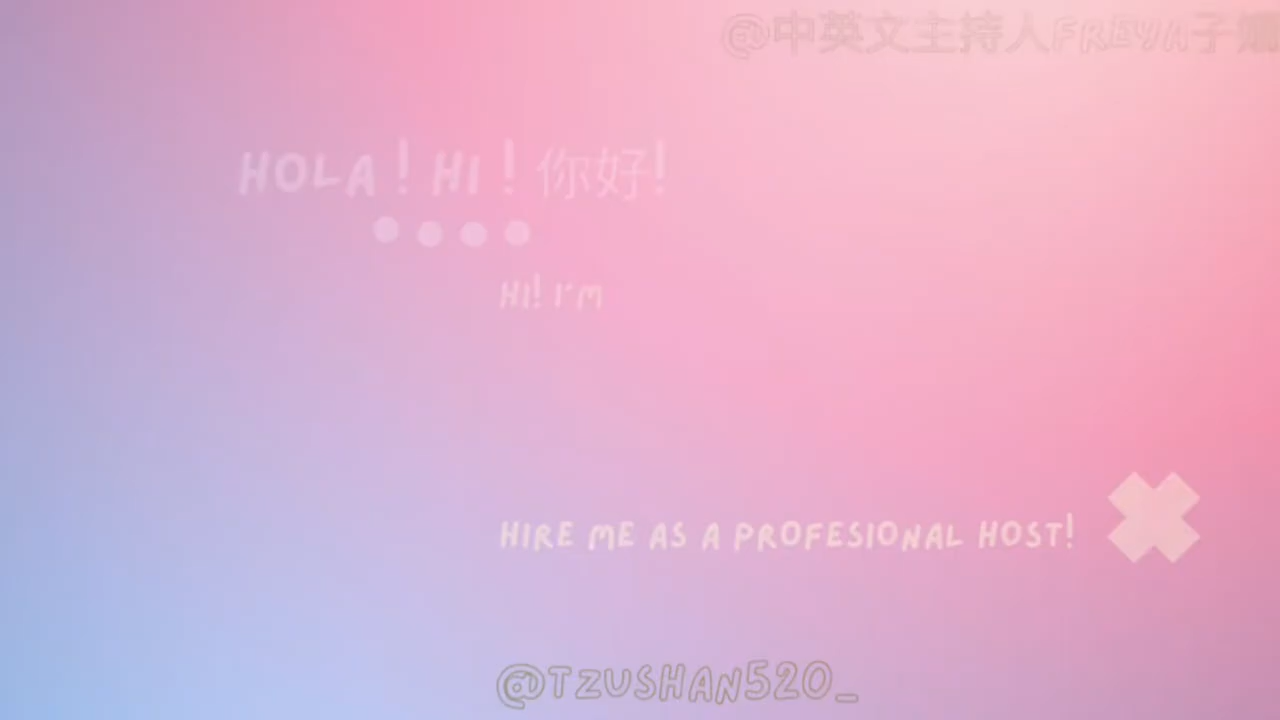 @中英文主持人FREYA子姍
HOLA！HI！你好!
HI! I'M
HIRE ME AS A PROFESIONAL HOST!
@TZUSHAN520_